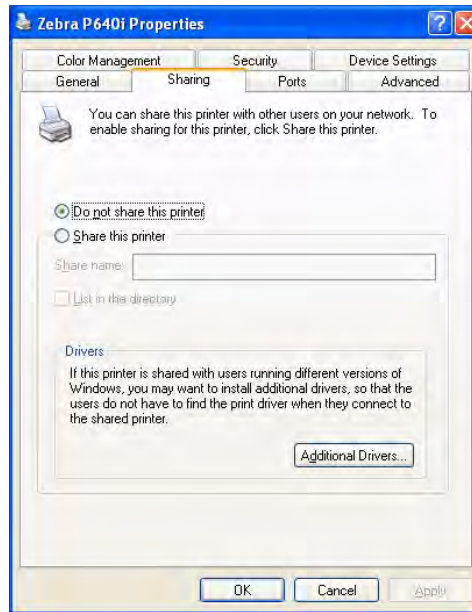 Zebra P640i Properties
Color Management Security Device Settings
General Sharing Ports Advanced
You can share this printer with other users on your network. To
enable sharing for this printer, click Share this printer.
Do not share this printer
Share this printer
Share name:
List in the directory
Drivers
If this printer is shared with users running different versions of
Windows, you may want to install additional drivers, so that the
users do not have to find the print driver when they connect to
the shared printer.
Additional Drivers...
OK Cancel Apply